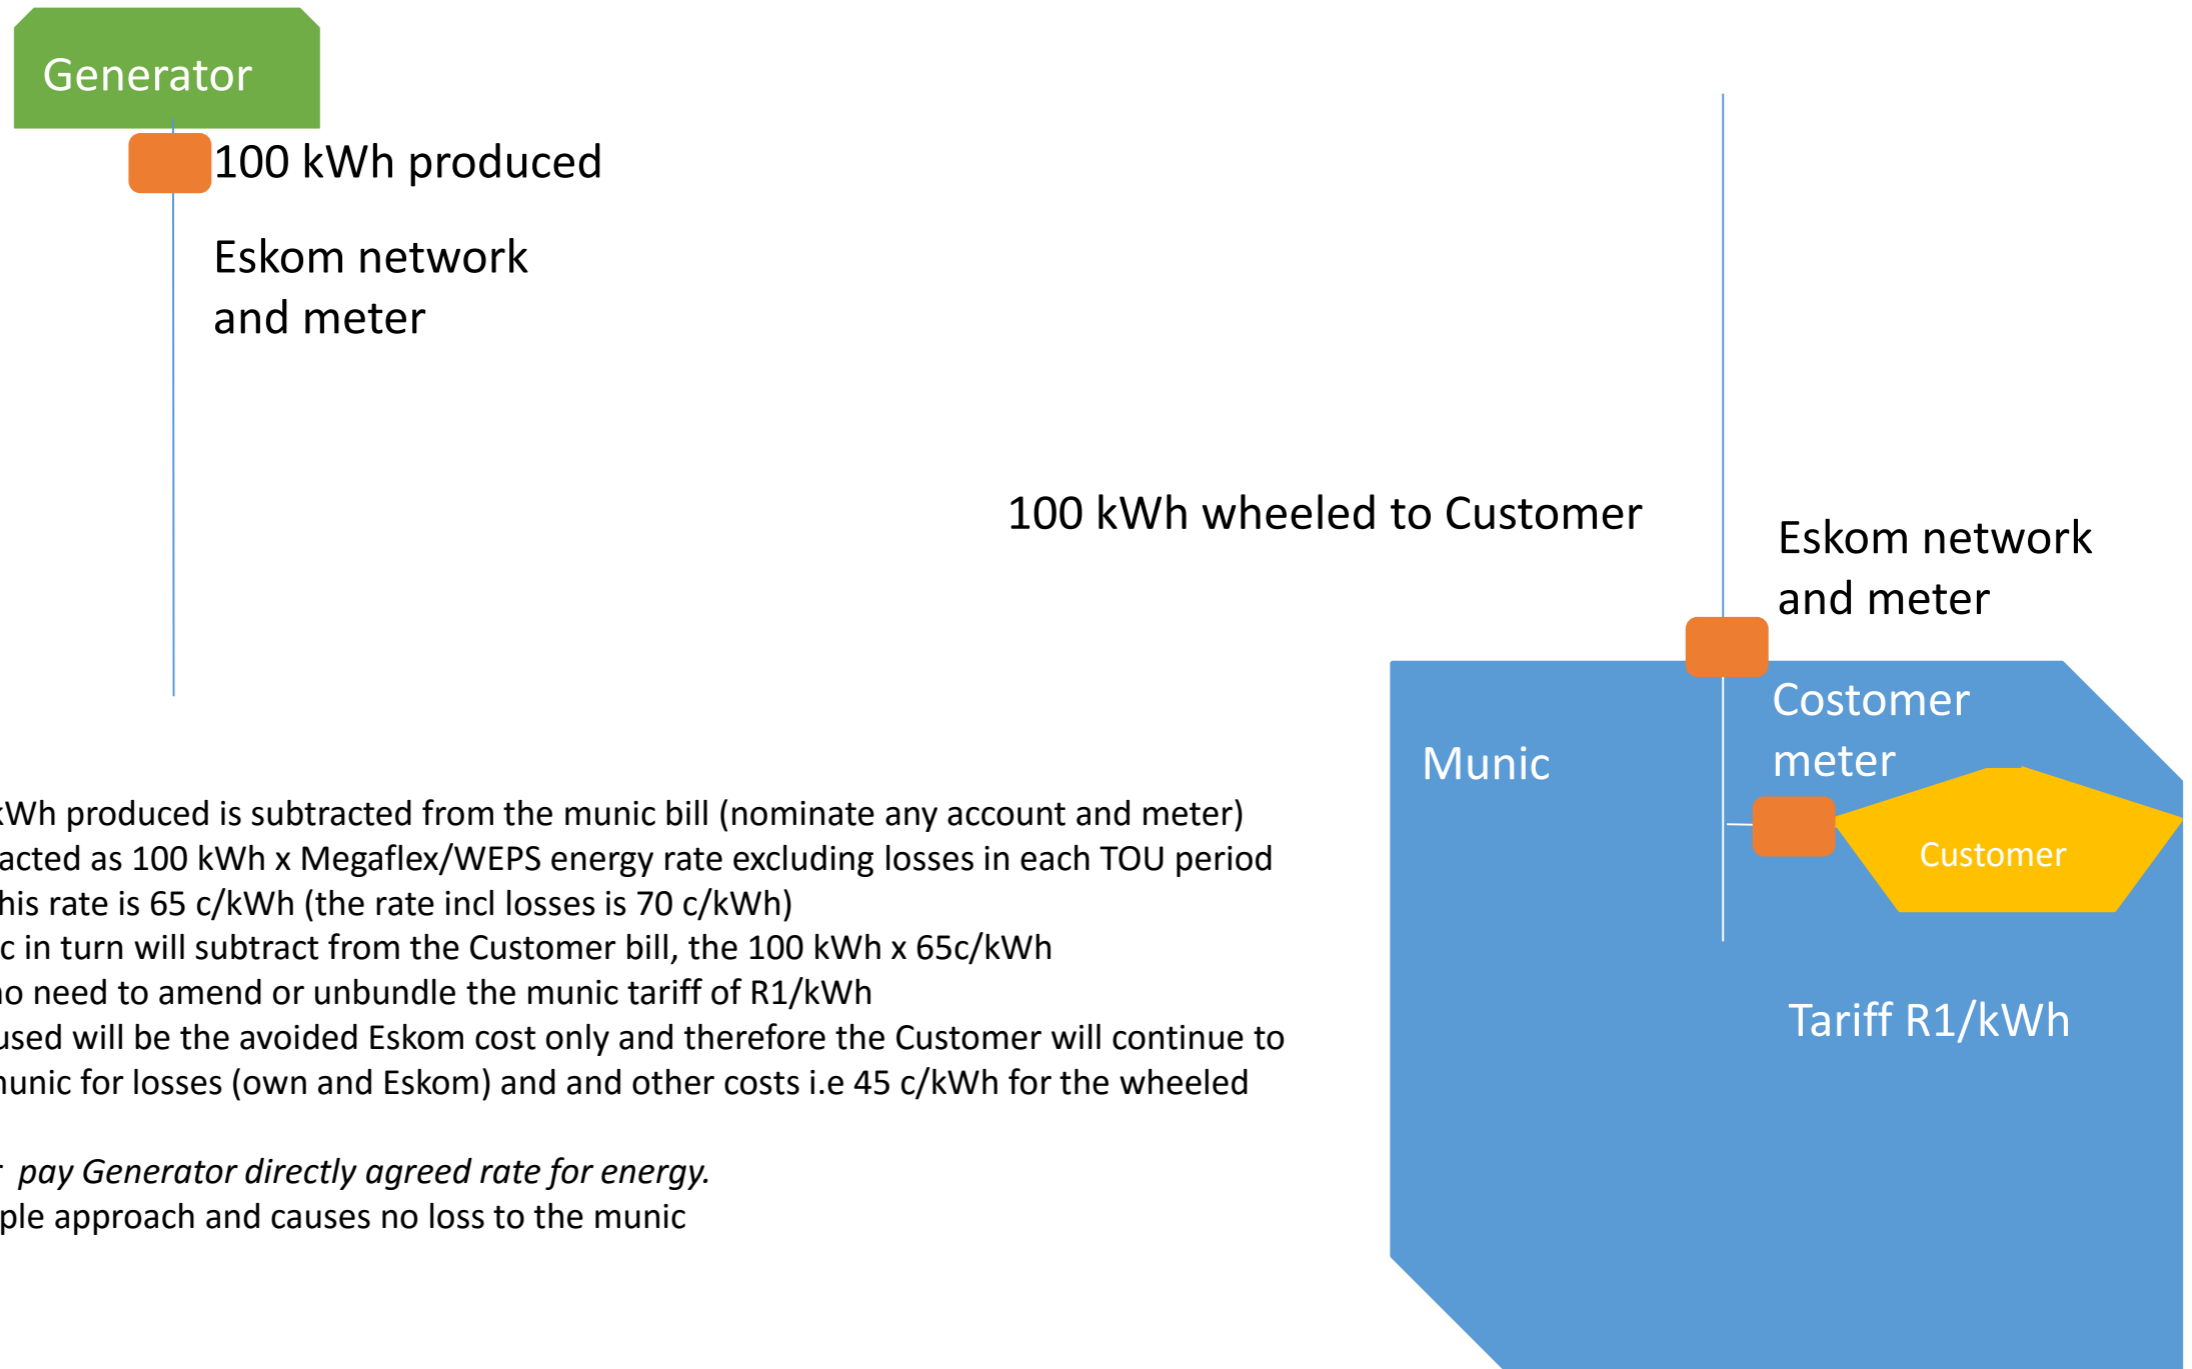 Generator
100 kWh produced
Eskom network
and meter
100 kWh wheeled to Customer
Eskom network
and meter
Costomer
meter
Munic
Customer
Tariff R1/kWh
kWh produced is subtracted from the munic bill (nominate any account and meter)
acted as 100 kWh x Megaflex/WEPS energy rate excluding losses in each TOU period
his rate is 65 c/kWh (the rate incl losses is 70 c/kWh)
c in turn will subtract from the Customer bill, the 100 kWh x 65c/kWh
no need to amend or unbundle the munic tariff of R1/kWh
used will be the avoided Eskom cost only and therefore the Customer will continue to
munic for losses (own and Eskom) and and other costs i.e 45 c/kWh for the wheeled
pay Generator directly agreed rate for energy.
ple approach and causes no loss to the munic